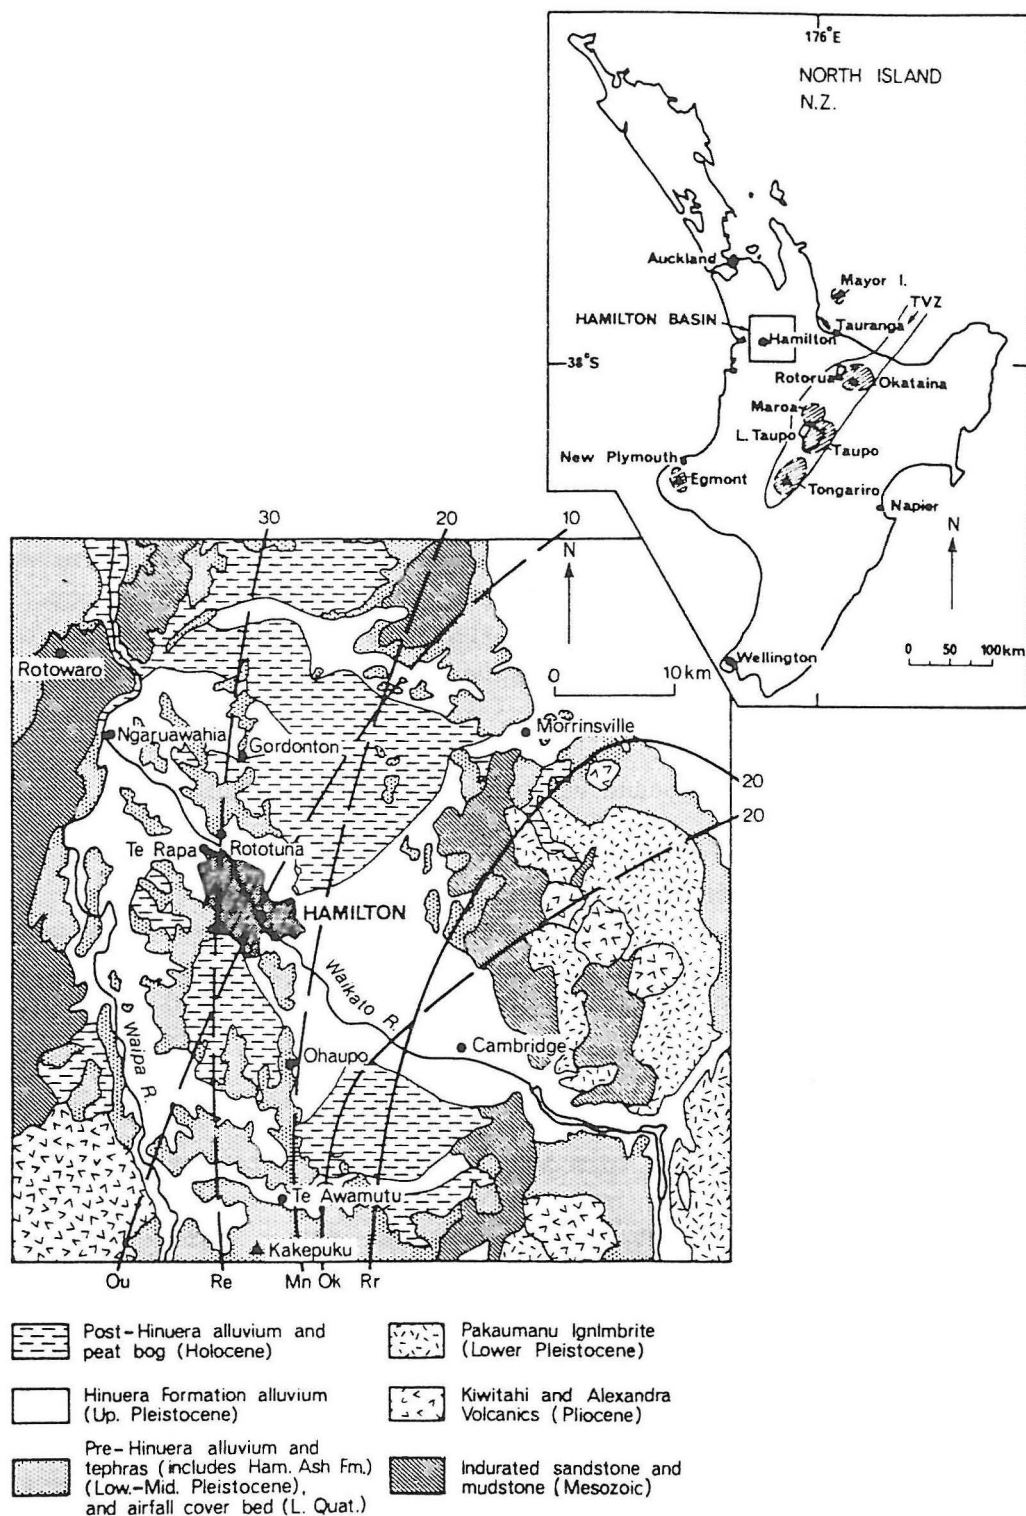 176°E
NORTH ISLAND
N.Z.
Auckland
Mayor I.
TVZ
HAMILTON BASIN
Tauranga
Hamilton
38°S
Rotorua
Okataina
Maroa
L. Taupo
Taupo
New Plymouth
Egmont
Tongariro
Napier
N
Wellington
0 50 100km
30
20
10
N
Rotowaro
0 10 km
Ngaruawahia
Gordonton
Morrinsville
20
20
Te Rapa
Rototuna
HAMILTON
Waikato R.
Waipa R.
Ohaupo
Cambridge
Te Awamutu
Kakepuku
Ou
Re
Mn
Ok
Rr
Post-Hinuera alluvium and
peat bog (Holocene)
Hinuera Formation alluvium
(Up. Pleistocene)
Pre-Hinuera alluvium and
tephras (includes Ham. Ash Fm.)
(Low.-Mid. Pleistocene),
and airfall cover bed (L. Quat.)
Pakaumanu Ignimbrite
(Lower Pleistocene)
Kiwitahi and Alexandra
Volcanics (Pliocene)
Indurated sandstone and
mudstone (Mesozoic)